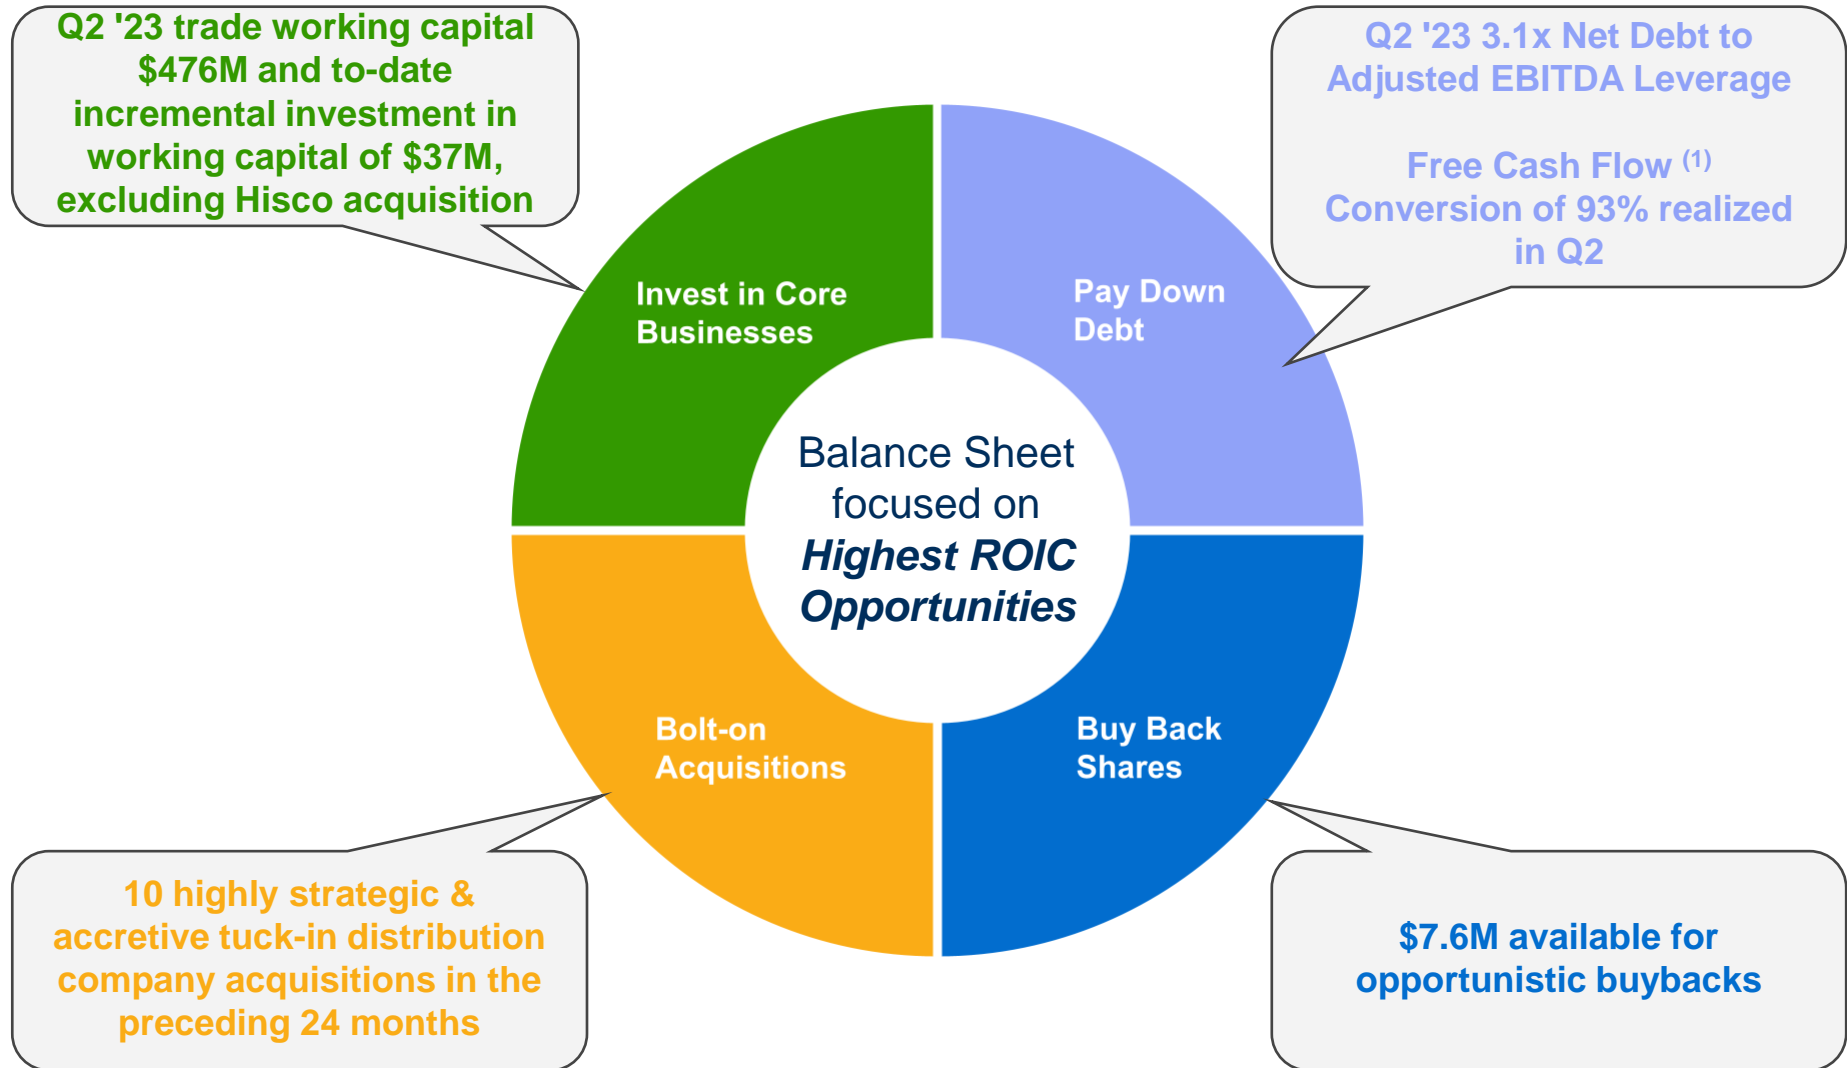 Q2 '23 trade working capital
$476M and to-date
incremental investment in
working capital of $37M,
excluding Hisco acquisition
Q2 '23 3.1x Net Debt to
Adjusted EBITDA Leverage
Free Cash Flow (1)
Conversion of 93% realized
in Q2
Invest in Core
Businesses
Pay Down
Debt
Balance Sheet
focused on
Highest ROIC
Opportunities
Bolt-on
Acquisitions
Buy Back
Shares
10 highly strategic &
accretive tuck-in distribution
company acquisitions in the
preceding 24 months
$7.6M available for
opportunistic buybacks